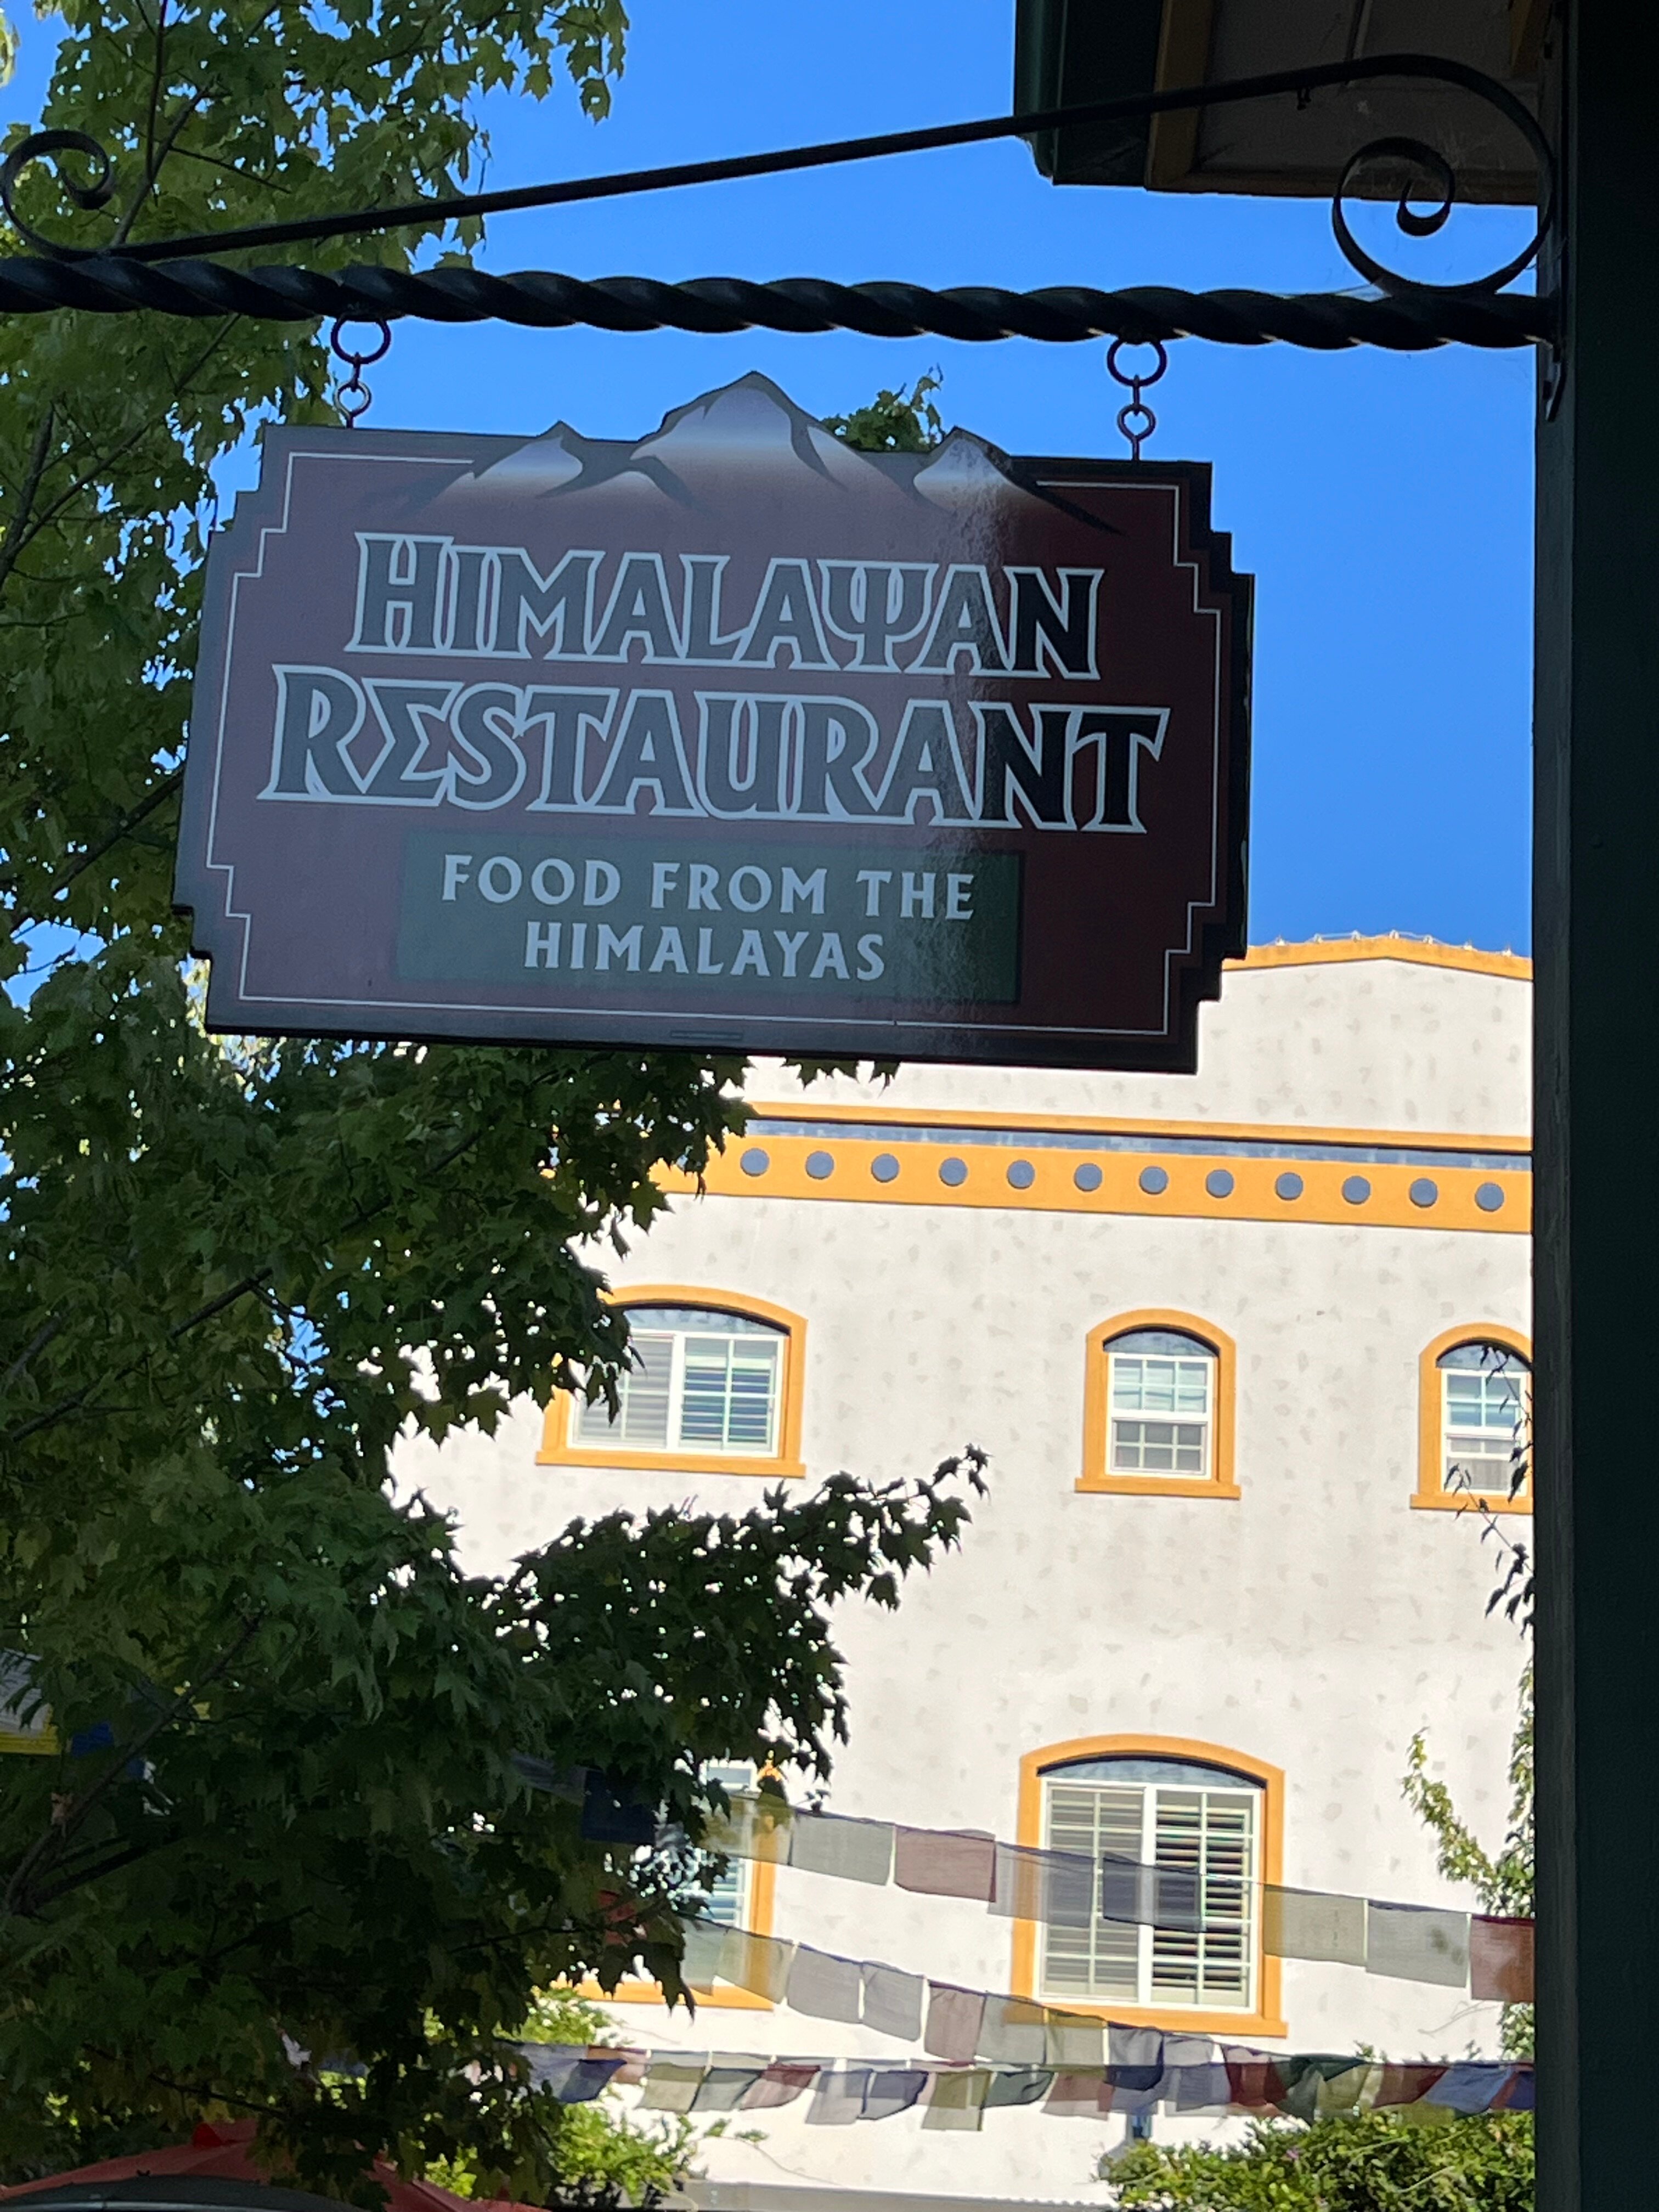 HIMALAYAN
RESTAURANT
FOOD FROM THE
HIMALAYAS